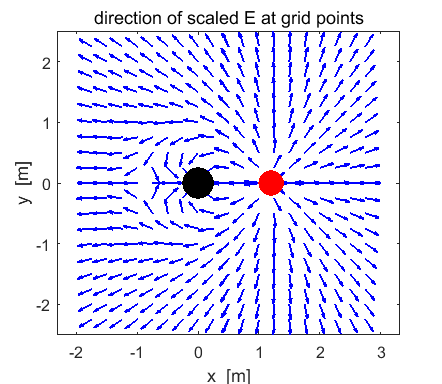 direction of scaled E at grid points
y [m]
2
1
0
-1
-2
-2 -1 0 1 2 3
x [m]